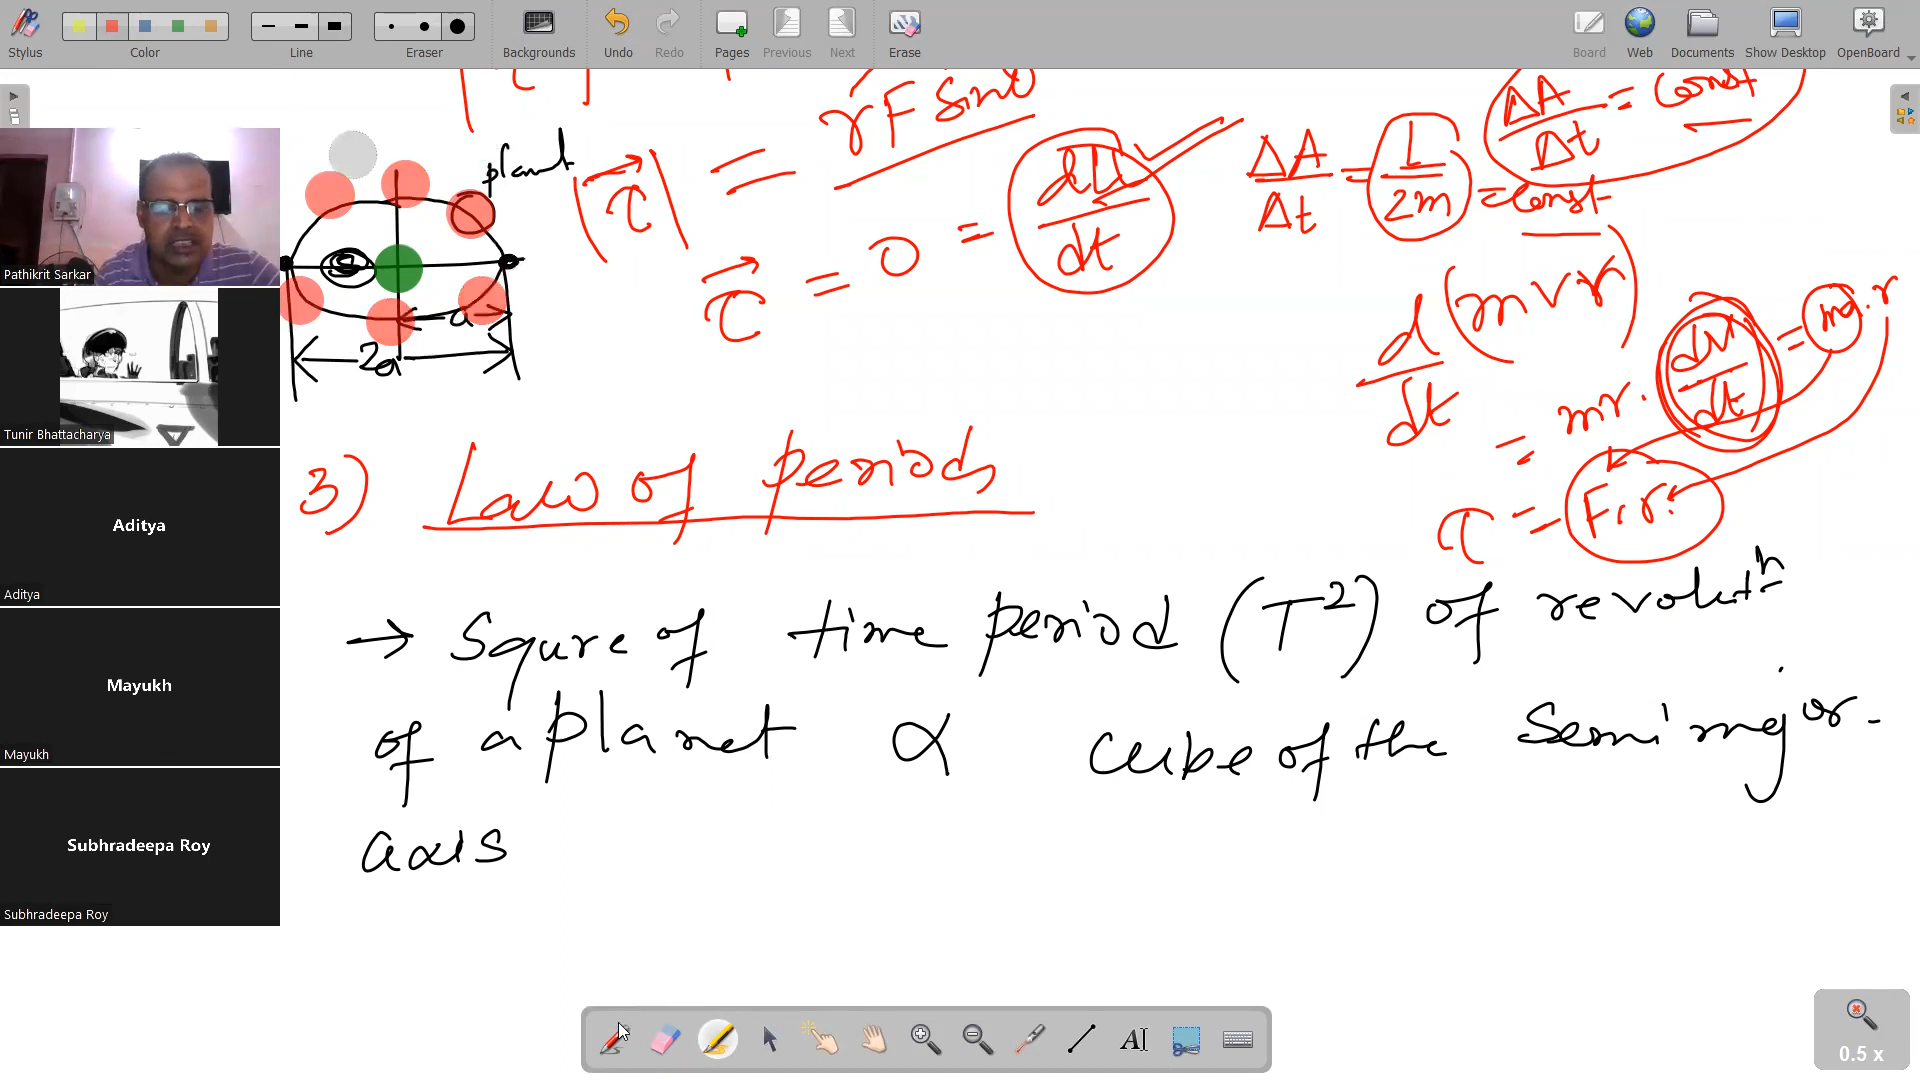 Stylus
Color
Line
Eraser
Backgrounds
Undo
Redo
Pages
Previous
Next
Erase
Board
Web
Documents
Show Desktop
OpenBoard
Pathikrit Sarkar
Tunir Bhattacharya
Aditya
Aditya
Mayukh
Mayukh
Subhradeepa Roy
Subhradeepa Roy
planet
S
a
2a
rF sinθ
|τ⃗| = = dL/dt
τ⃗ = 0
ΔA/Δt = const
ΔA/Δt = L/2m = const
d/dt (mvr)
= mr. dv/dt = ma. r
τ = F.r.
3) Law of periods
→ Squre of time period (T²) of revolutn
of a planet α cube of the semi major-
axis
AI
0.5 x